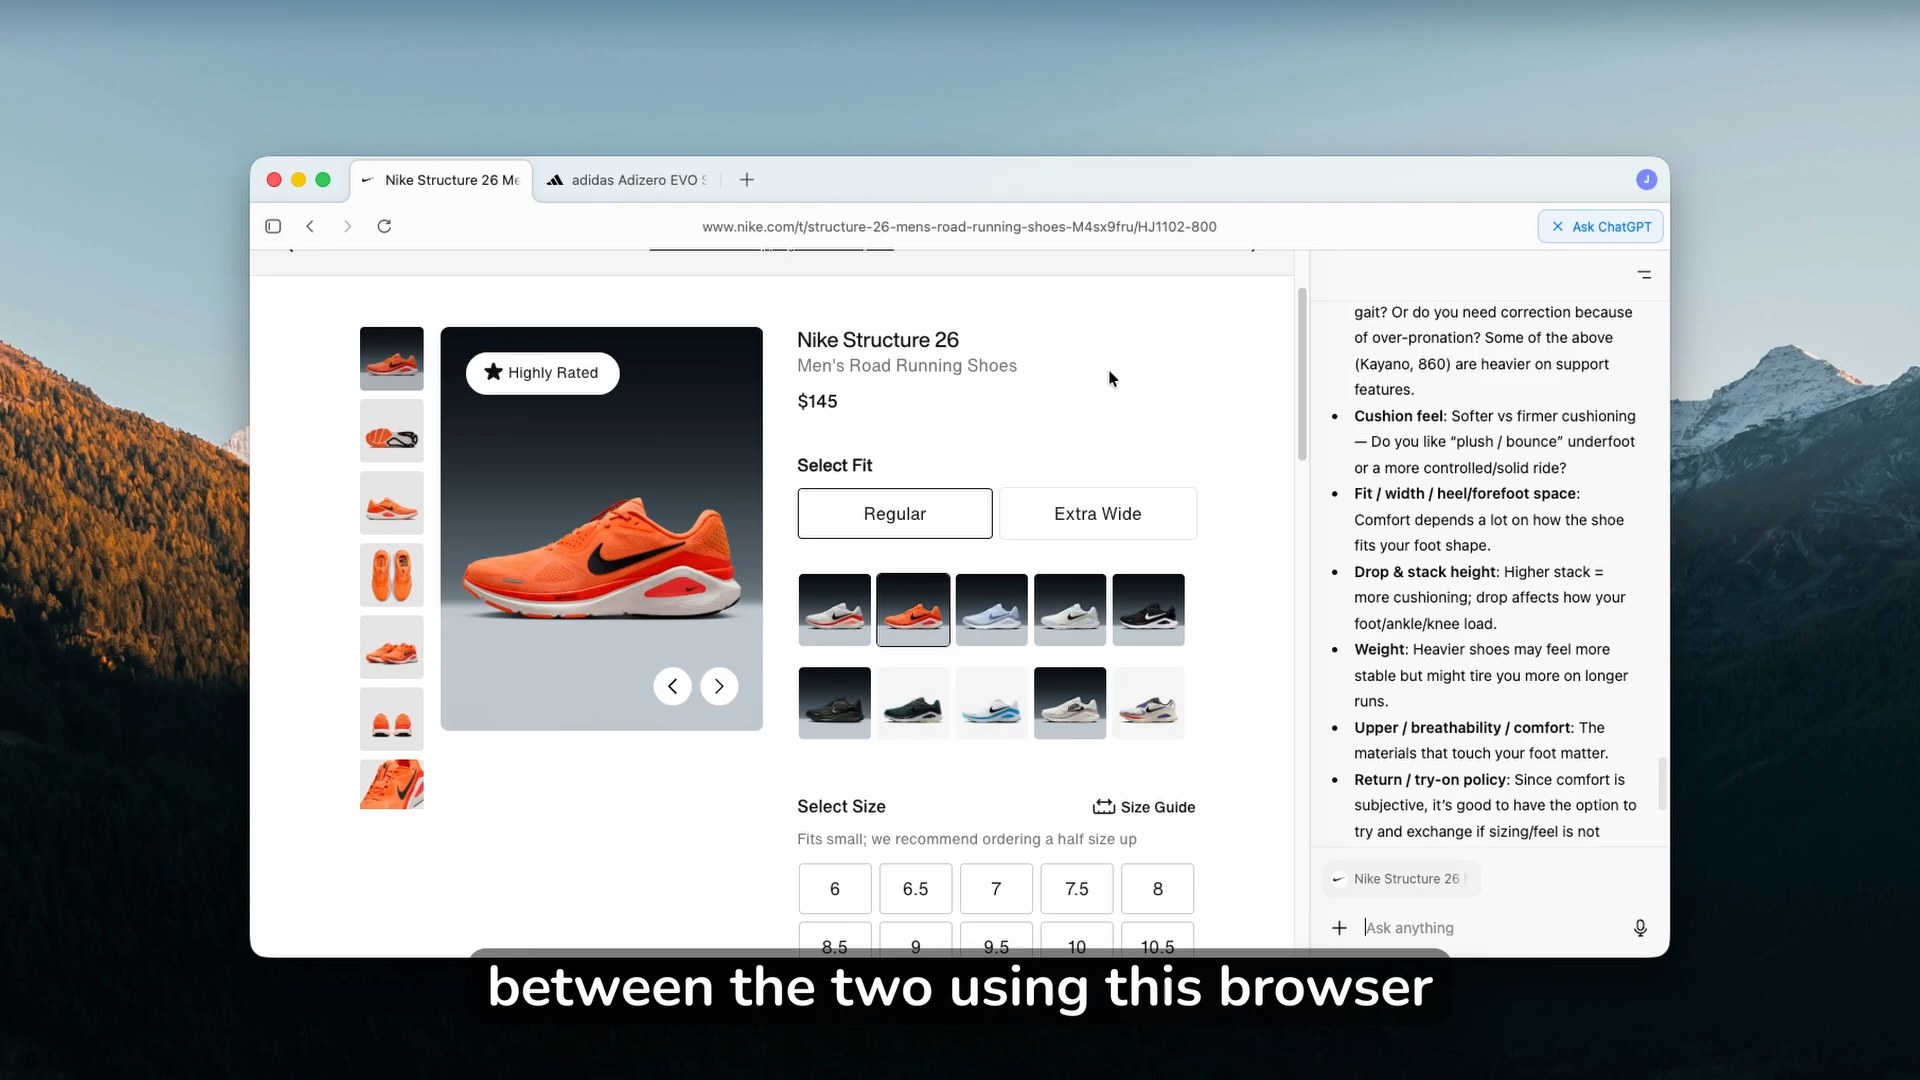 Nike Structure 26 Me
adidas Adizero EVO S
J
www.nike.com/t/structure-26-mens-road-running-shoes-M4sx9fru/HJ1102-800
Ask ChatGPT
Highly Rated
Nike Structure 26
Men's Road Running Shoes
$145
Select Fit
Regular
Extra Wide
Select Size
Size Guide
Fits small; we recommend ordering a half size up
6
6.5
7
7.5
8
8.5
9
9.5
10
10.5
gait? Or do you need correction because
of over-pronation? Some of the above
(Kayano, 860) are heavier on support
features.
• Cushion feel: Softer vs firmer cushioning
— Do you like “plush / bounce” underfoot
or a more controlled/solid ride?
• Fit / width / heel/forefoot space:
Comfort depends a lot on how the shoe
fits your foot shape.
• Drop & stack height: Higher stack =
more cushioning; drop affects how your
foot/ankle/knee load.
• Weight: Heavier shoes may feel more
stable but might tire you more on longer
runs.
• Upper / breathability / comfort: The
materials that touch your foot matter.
• Return / try-on policy: Since comfort is
subjective, it’s good to have the option to
try and exchange if sizing/feel is not
Nike Structure 26
Ask anything
between the two using this browser